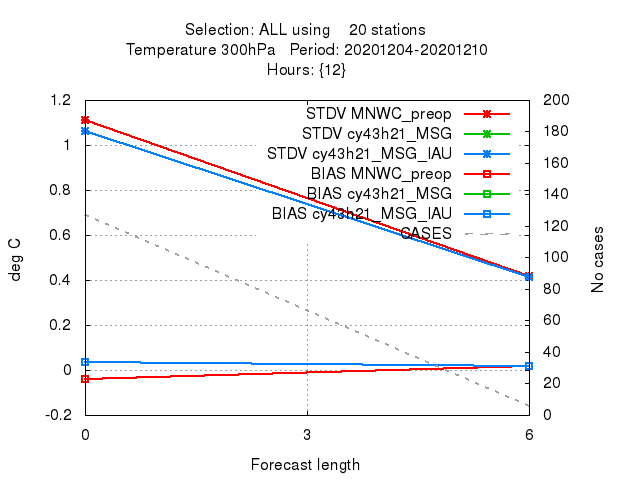 Selection: ALL using 20 stations
Temperature 300hPa Period: 20201204-20201210
Hours: {12}
1.2
1
0.8
0.6
0.4
0.2
0
-0.2
200
180
160
140
120
100
80
60
40
20
0
STDV MNWC_preop
STDV cy43h21_MSG
STDV cy43h21_MSG_IAU
BIAS MNWC_preop
BIAS cy43h21_MSG
BIAS cy43h21_MSG_IAU
CASES
deg C
No cases
0 3 6
Forecast length